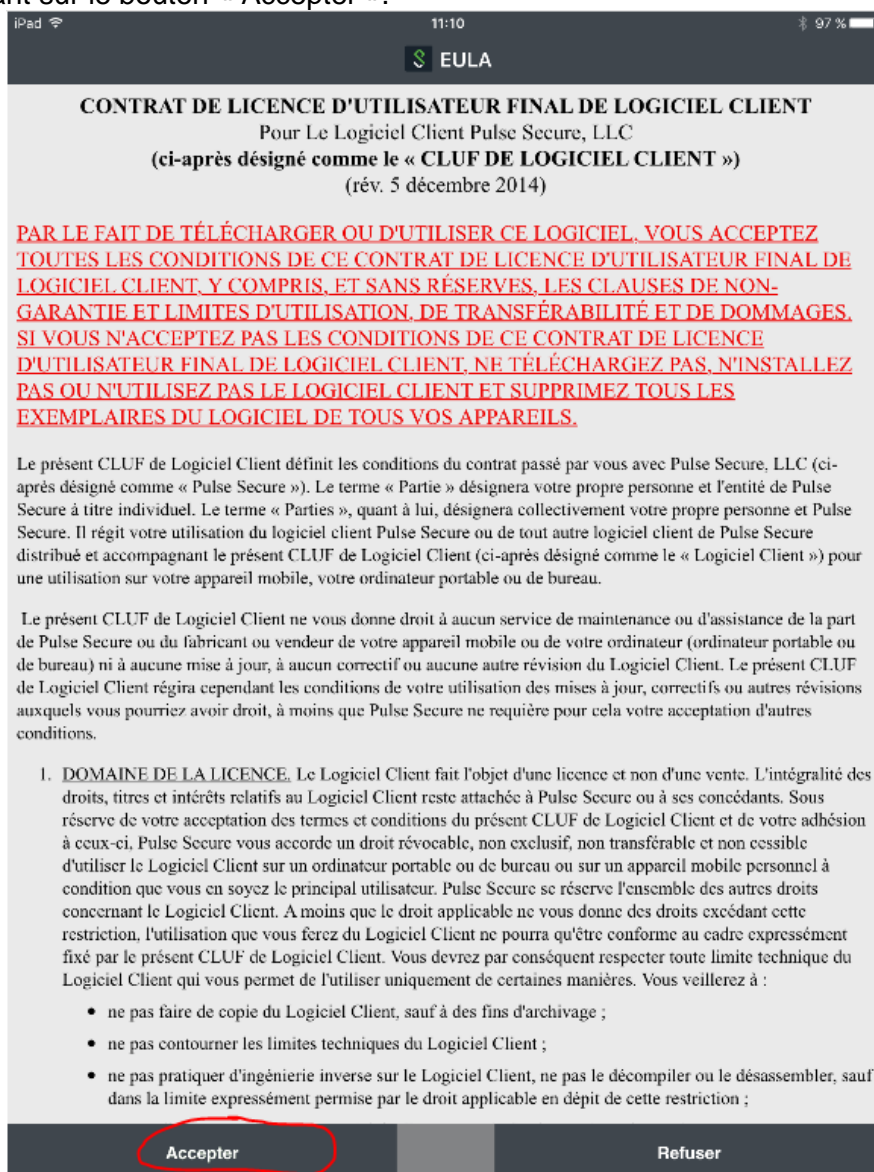 ant sur le bouton « Accepter ».
iPad 11:10 97 %
EULA
CONTRAT DE LICENCE D'UTILISATEUR FINAL DE LOGICIEL CLIENT
Pour Le Logiciel Client Pulse Secure, LLC
(ci-après désigné comme le « CLUF DE LOGICIEL CLIENT »)
(rév. 5 décembre 2014)
PAR LE FAIT DE TÉLÉCHARGER OU D'UTILISER CE LOGICIEL, VOUS ACCEPTEZ
TOUTES LES CONDITIONS DE CE CONTRAT DE LICENCE D'UTILISATEUR FINAL DE
LOGICIEL CLIENT, Y COMPRIS, ET SANS RÉSERVES, LES CLAUSES DE NON-
GARANTIE ET LIMITES D'UTILISATION, DE TRANSFÉRABILITÉ ET DE DOMMAGES.
SI VOUS N'ACCEPTEZ PAS LES CONDITIONS DE CE CONTRAT DE LICENCE
D'UTILISATEUR FINAL DE LOGICIEL CLIENT, NE TÉLÉCHARGEZ PAS, N'INSTALLEZ
PAS OU N'UTILISEZ PAS LE LOGICIEL CLIENT ET SUPPRIMEZ TOUS LES
EXEMPLAIRES DU LOGICIEL DE TOUS VOS APPAREILS.
Le présent CLUF de Logiciel Client définit les conditions du contrat passé par vous avec Pulse Secure, LLC (ci-
après désigné comme « Pulse Secure »). Le terme « Partie » désignera votre propre personne et l'entité de Pulse
Secure à titre individuel. Le terme « Parties », quant à lui, désignera collectivement votre propre personne et Pulse
Secure. Il régit votre utilisation du logiciel client Pulse Secure ou de tout autre logiciel client de Pulse Secure
distribué et accompagnant le présent CLUF de Logiciel Client (ci-après désigné comme le « Logiciel Client ») pour
une utilisation sur votre appareil mobile, votre ordinateur portable ou de bureau.
Le présent CLUF de Logiciel Client ne vous donne droit à aucun service de maintenance ou d'assistance de la part
de Pulse Secure ou du fabricant ou vendeur de votre appareil mobile ou de votre ordinateur (ordinateur portable ou
de bureau) ni à aucune mise à jour, à aucun correctif ou aucune autre révision du Logiciel Client. Le présent CLUF
de Logiciel Client régira cependant les conditions de votre utilisation des mises à jour, correctifs ou autres révisions
auxquels vous pourriez avoir droit, à moins que Pulse Secure ne requière pour cela votre acceptation d'autres
conditions.
1. DOMAINE DE LA LICENCE. Le Logiciel Client fait l'objet d'une licence et non d'une vente. L'intégralité des
droits, titres et intérêts relatifs au Logiciel Client reste attachée à Pulse Secure ou à ses concédants. Sous
réserve de votre acceptation des termes et conditions du présent CLUF de Logiciel Client et de votre adhésion
à ceux-ci, Pulse Secure vous accorde un droit révocable, non exclusif, non transférable et non cessible
d'utiliser le Logiciel Client sur un ordinateur portable ou de bureau ou sur un appareil mobile personnel à
condition que vous en soyez le principal utilisateur. Pulse Secure se réserve l'ensemble des autres droits
concernant le Logiciel Client. A moins que le droit applicable ne vous donne des droits excédant cette
restriction, l'utilisation que vous ferez du Logiciel Client ne pourra qu'être conforme au cadre expressément
fixé par le présent CLUF de Logiciel Client. Vous devrez par conséquent respecter toute limite technique du
Logiciel Client qui vous permet de l'utiliser uniquement de certaines manières. Vous veillerez à :
• ne pas faire de copie du Logiciel Client, sauf à des fins d'archivage ;
• ne pas contourner les limites techniques du Logiciel Client ;
• ne pas pratiquer d'ingénierie inverse sur le Logiciel Client, ne pas le décompiler ou le désassembler, sauf
dans la limite expressément permise par le droit applicable en dépit de cette restriction ;
Accepter Refuser